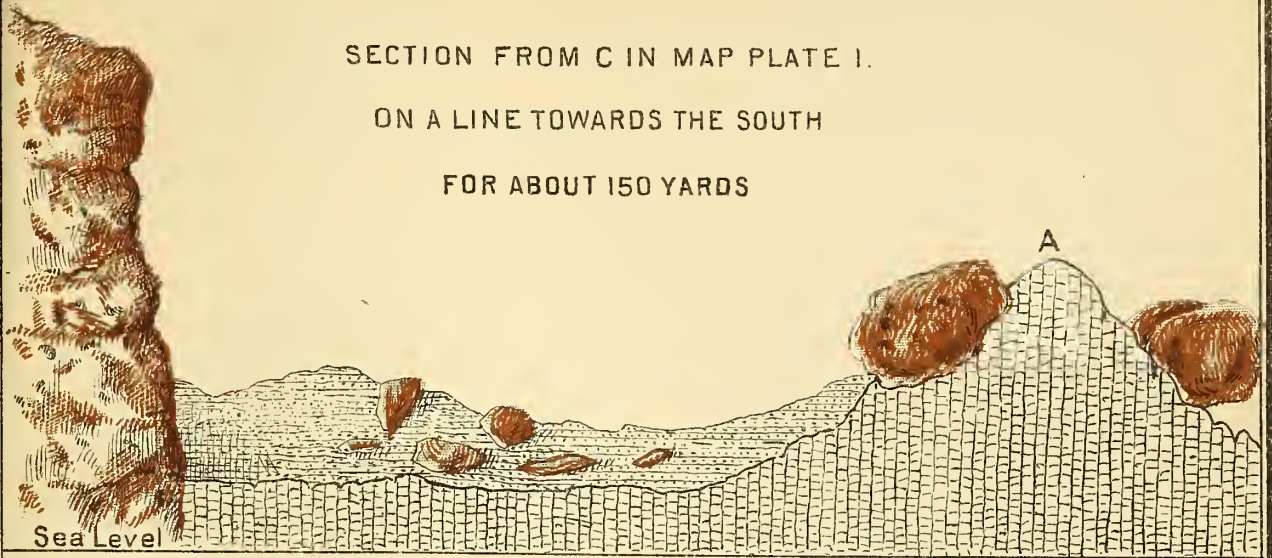 SECTION FROM C IN MAP PLATE I.
ON A LINE TOWARDS THE SOUTH
FOR ABOUT 150 YARDS
A
Sea Level